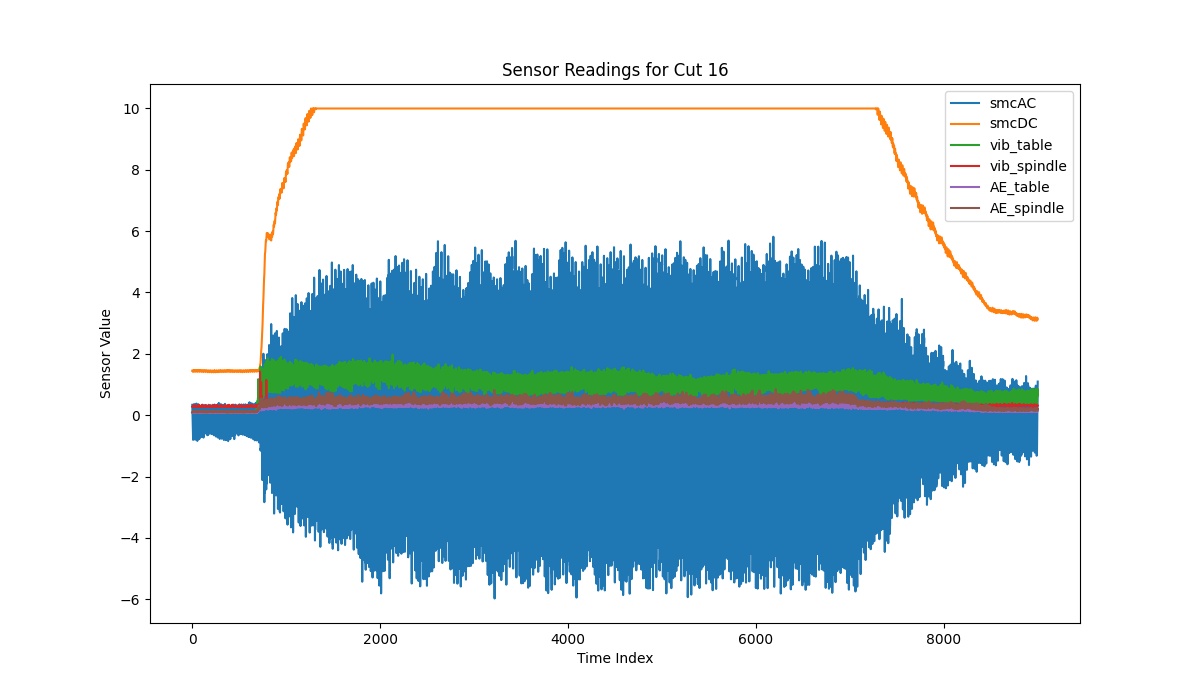 Sensor Readings for Cut 16
10
8
6
4
2
0
−2
−4
−6
Sensor Value
0
2000
4000
6000
8000
Time Index
smcAC
smcDC
vib_table
vib_spindle
AE_table
AE_spindle